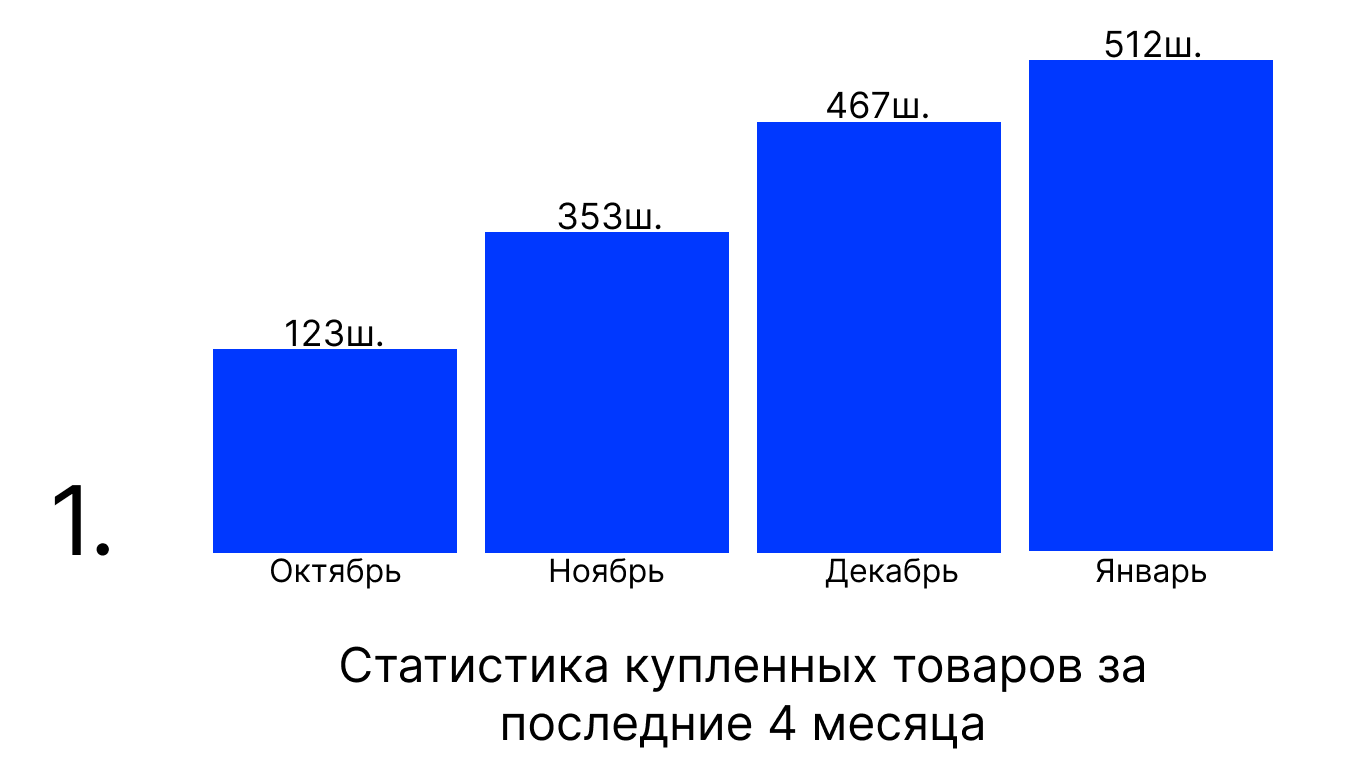 512ш.
467ш.
353ш.
123ш.
1.
Октябрь Ноябрь Декабрь Январь
Статистика купленных товаров за
последние 4 месяца